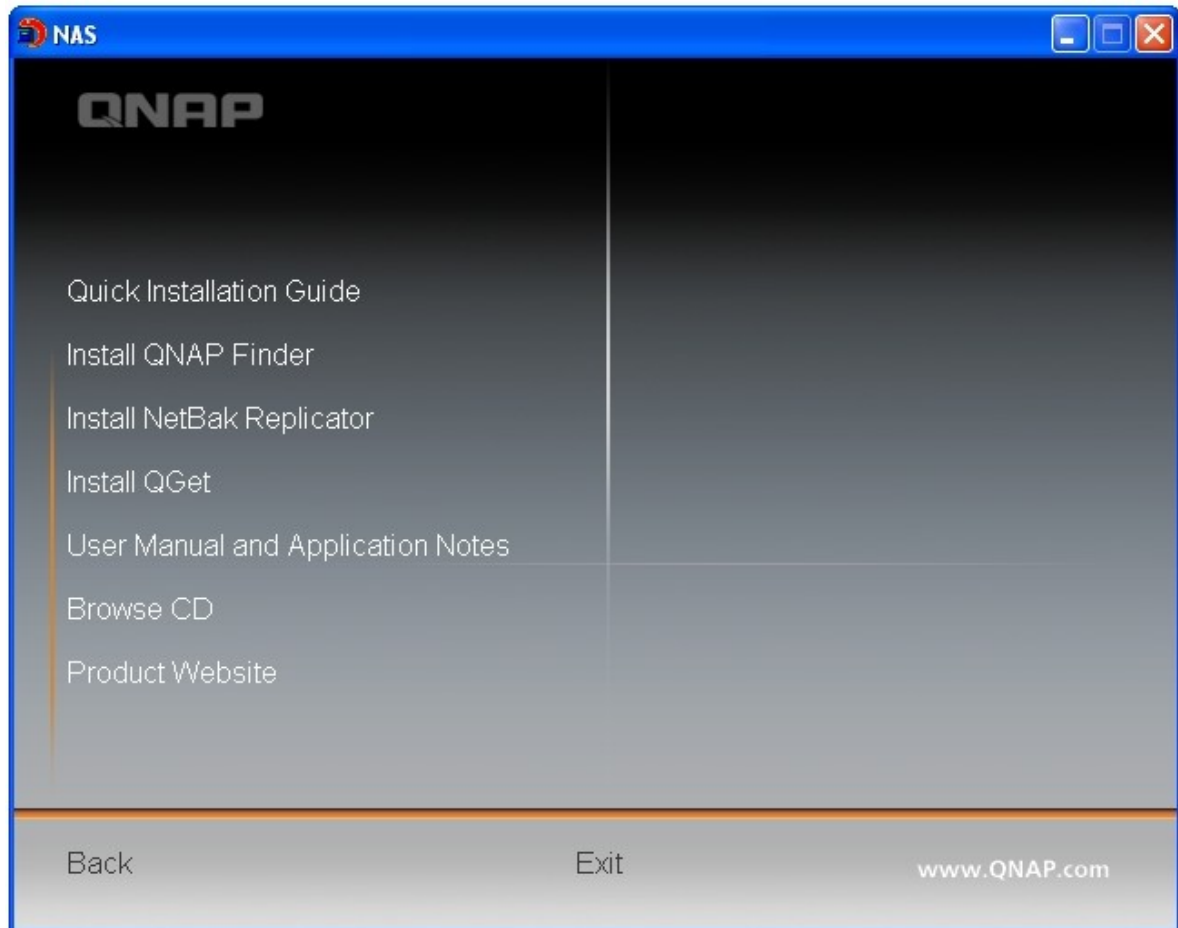 NAS
QNAP
Quick Installation Guide
Install QNAP Finder
Install NetBak Replicator
Install QGet
User Manual and Application Notes
Browse CD
Product Website
Back Exit www.QNAP.com